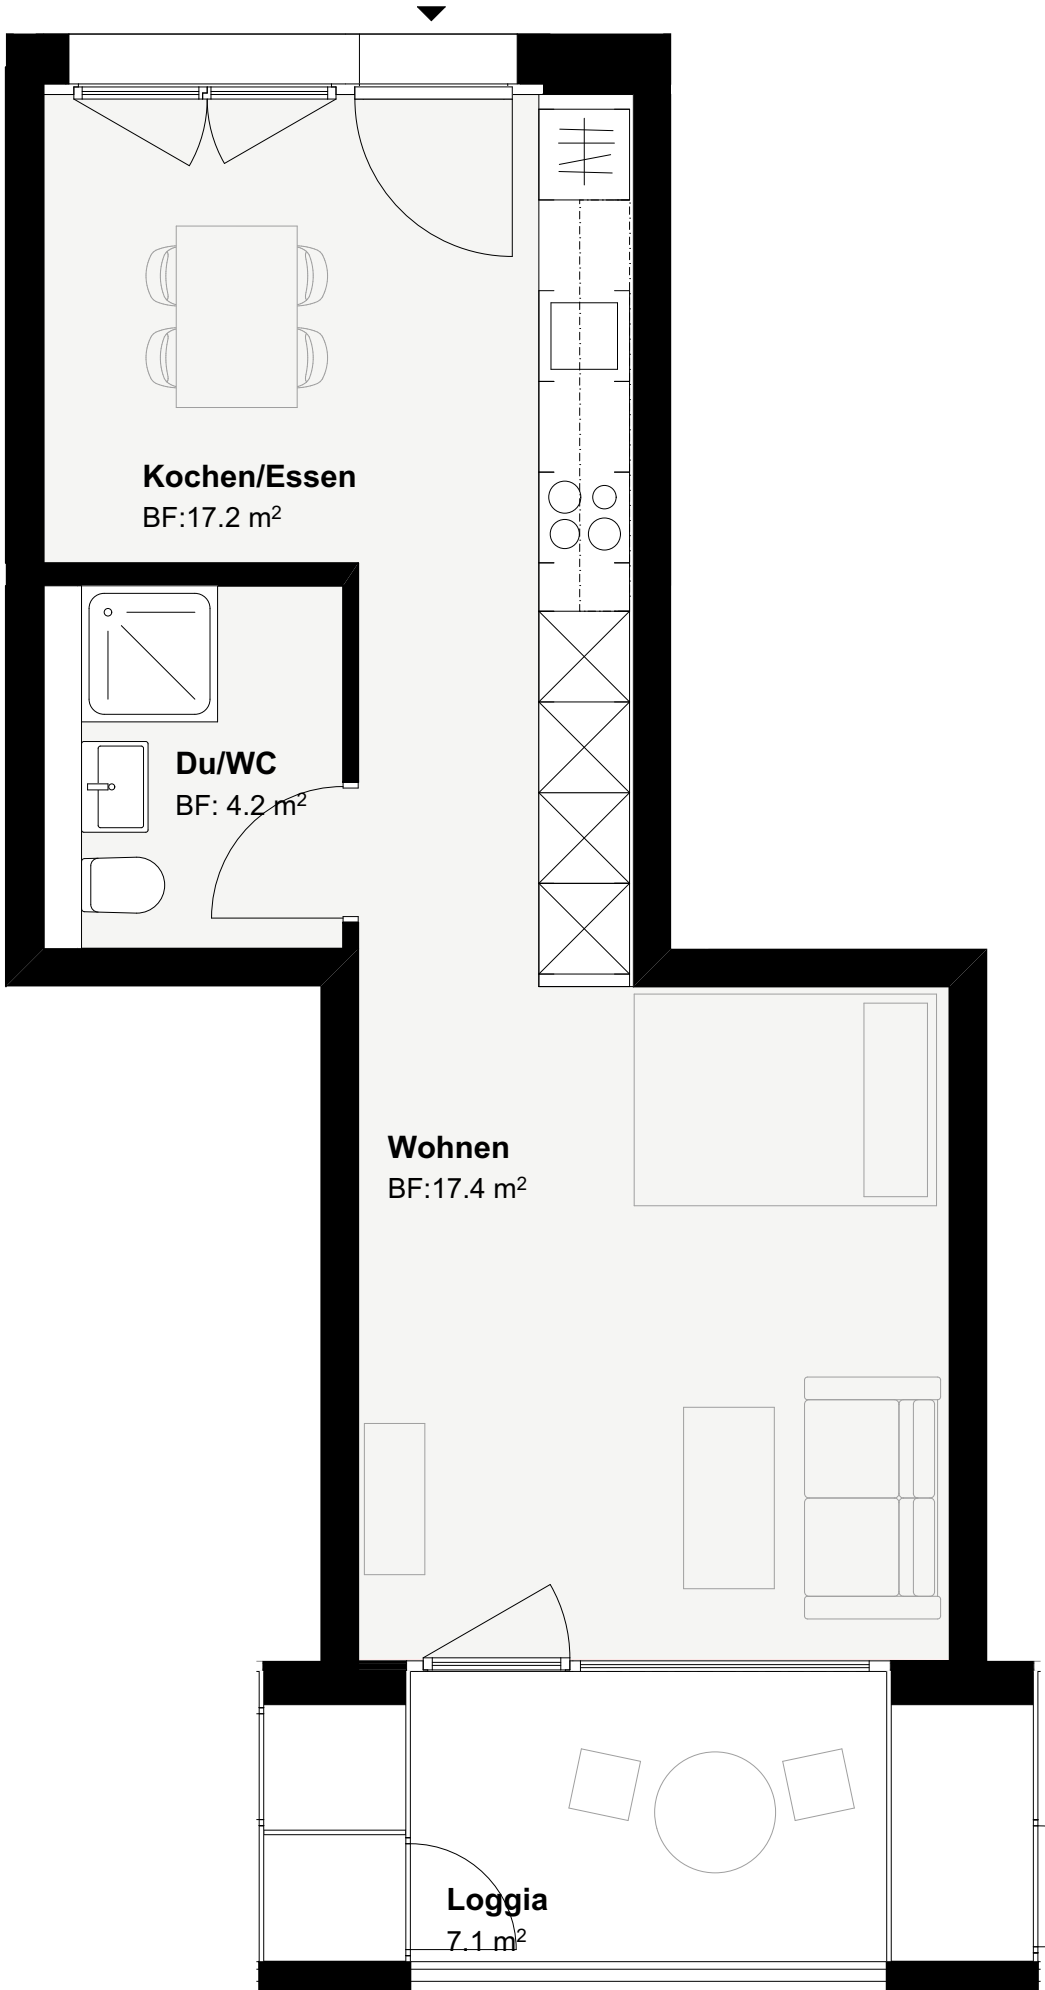 Kochen/Essen
BF:17.2 m²
Du/WC
BF: 4.2 m²
Wohnen
BF:17.4 m²
Loggia
7.1 m²